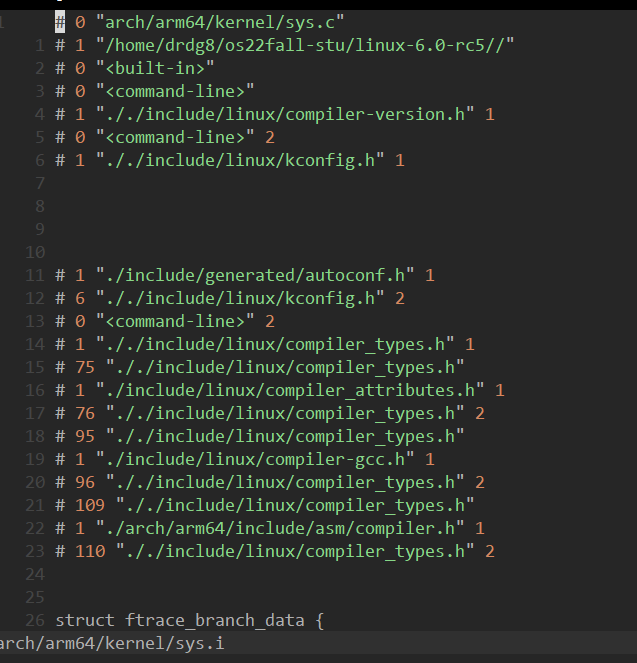 1 # 0 "arch/arm64/kernel/sys.c"
1 # 1 "/home/drdg8/os22fall-stu/linux-6.0-rc5//"
2 # 0 "<built-in>"
3 # 0 "<command-line>"
4 # 1 "././include/linux/compiler-version.h" 1
5 # 0 "<command-line>" 2
6 # 1 "././include/linux/kconfig.h" 1
7
8
9
10
11 # 1 "./include/generated/autoconf.h" 1
12 # 6 "././include/linux/kconfig.h" 2
13 # 0 "<command-line>" 2
14 # 1 "././include/linux/compiler_types.h" 1
15 # 75 "././include/linux/compiler_types.h"
16 # 1 "./include/linux/compiler_attributes.h" 1
17 # 76 "././include/linux/compiler_types.h" 2
18 # 95 "././include/linux/compiler_types.h"
19 # 1 "./include/linux/compiler-gcc.h" 1
20 # 96 "././include/linux/compiler_types.h" 2
21 # 109 "././include/linux/compiler_types.h"
22 # 1 "./arch/arm64/include/asm/compiler.h" 1
23 # 110 "././include/linux/compiler_types.h" 2
24
25
26 struct ftrace_branch_data {
arch/arm64/kernel/sys.i